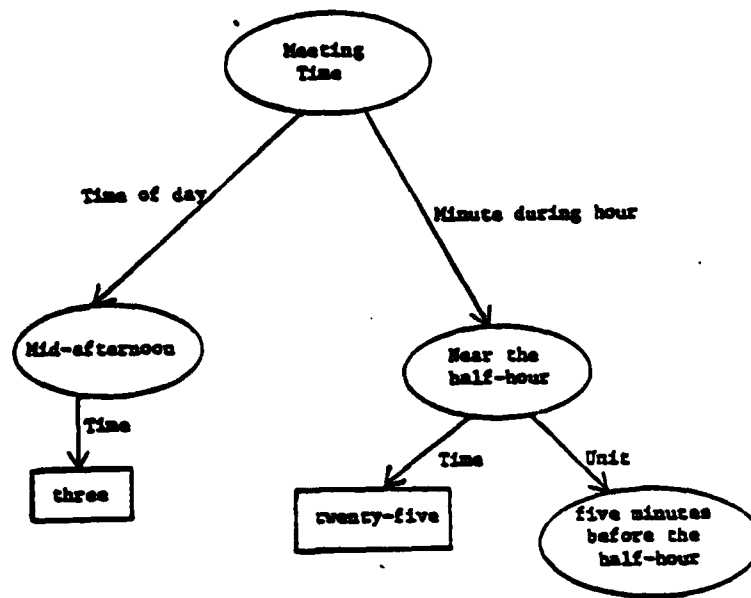 Meeting
Time
Time of day
Minute during hour
Mid-afternoon
Near the
half-hour
Time
Time
Unit
three
twenty-five
five minutes
before the
half-hour